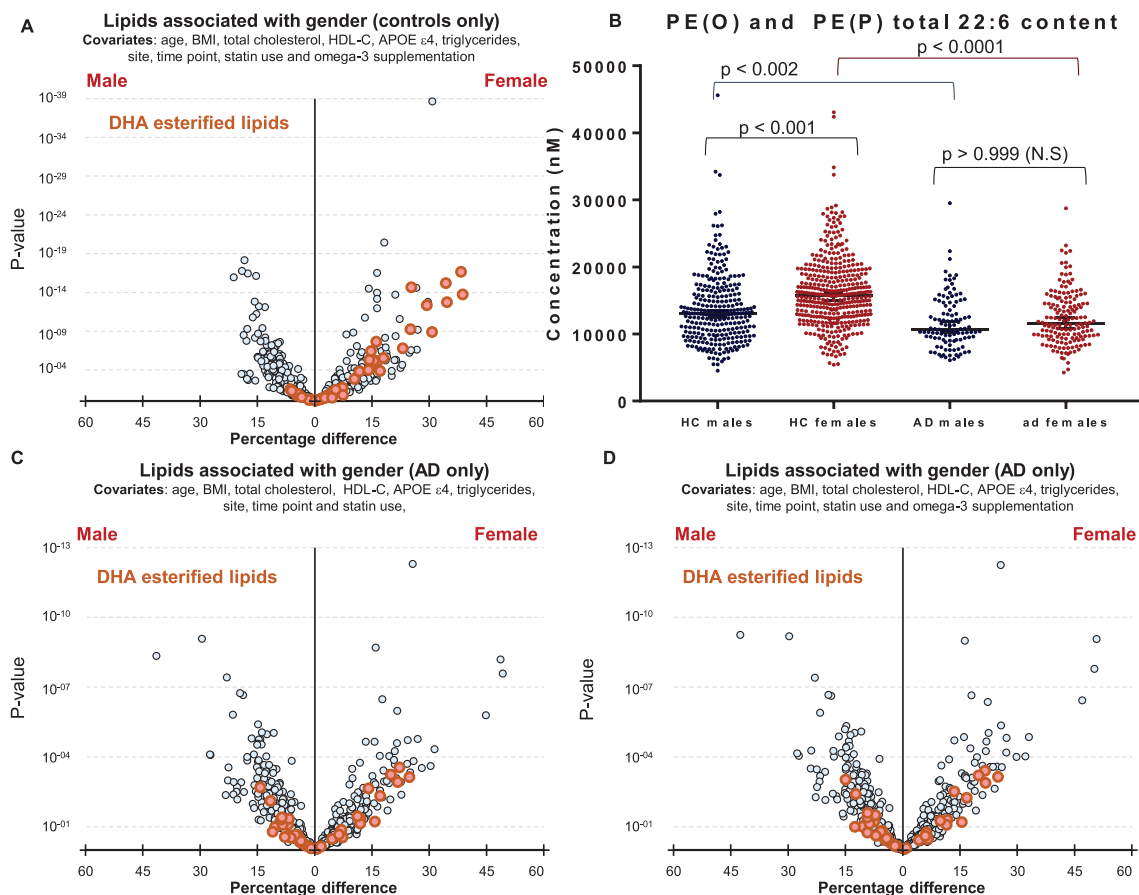 A
Lipids associated with gender (controls only)
Covariates: age, BMI, total cholesterol, HDL-C, APOE ε4, triglycerides,
site, time point, statin use and omega-3 supplementation
Male
Female
DHA esterified lipids
P-value
10-39
10-34
10-29
10-24
10-19
10-14
10-09
10-04
60 45 30 15 0 15 30 45 60
Percentage difference
B
PE(O) and PE(P) total 22:6 content
p < 0.0001
p < 0.002
p < 0.001
p > 0.999 (N.S)
Concentration (nM)
50000
40000
30000
20000
10000
0
HC males HC females AD males ad females
C
Lipids associated with gender (AD only)
Covariates: age, BMI, total cholesterol, HDL-C, APOE ε4, triglycerides,
site, time point and statin use,
Male
Female
DHA esterified lipids
P-value
10-13
10-10
10-07
10-04
10-01
60 45 30 15 0 15 30 45 60
Percentage difference
D
Lipids associated with gender (AD only)
Covariates: age, BMI, total cholesterol, HDL-C, APOE ε4, triglycerides,
site, time point, statin use and omega-3 supplementation
Male
Female
DHA esterified lipids
P-value
10-13
10-10
10-07
10-04
10-01
60 45 30 15 0 15 30 45 60
Percentage difference